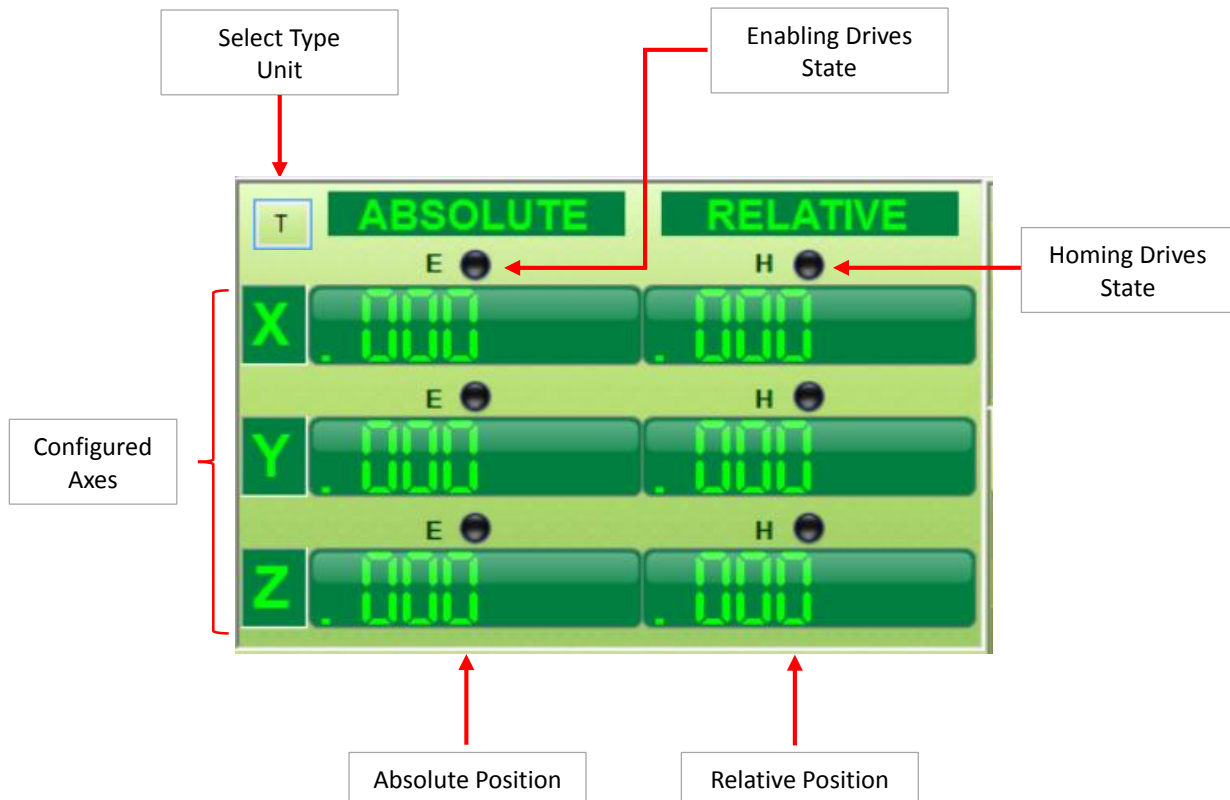 Select Type
Unit
Enabling Drives
State
T
ABSOLUTE
RELATIVE
E
H
Homing Drives
State
X
.000
.000
E
H
Configured
Axes
Y
.000
.000
E
H
Z
.000
.000
Absolute Position
Relative Position